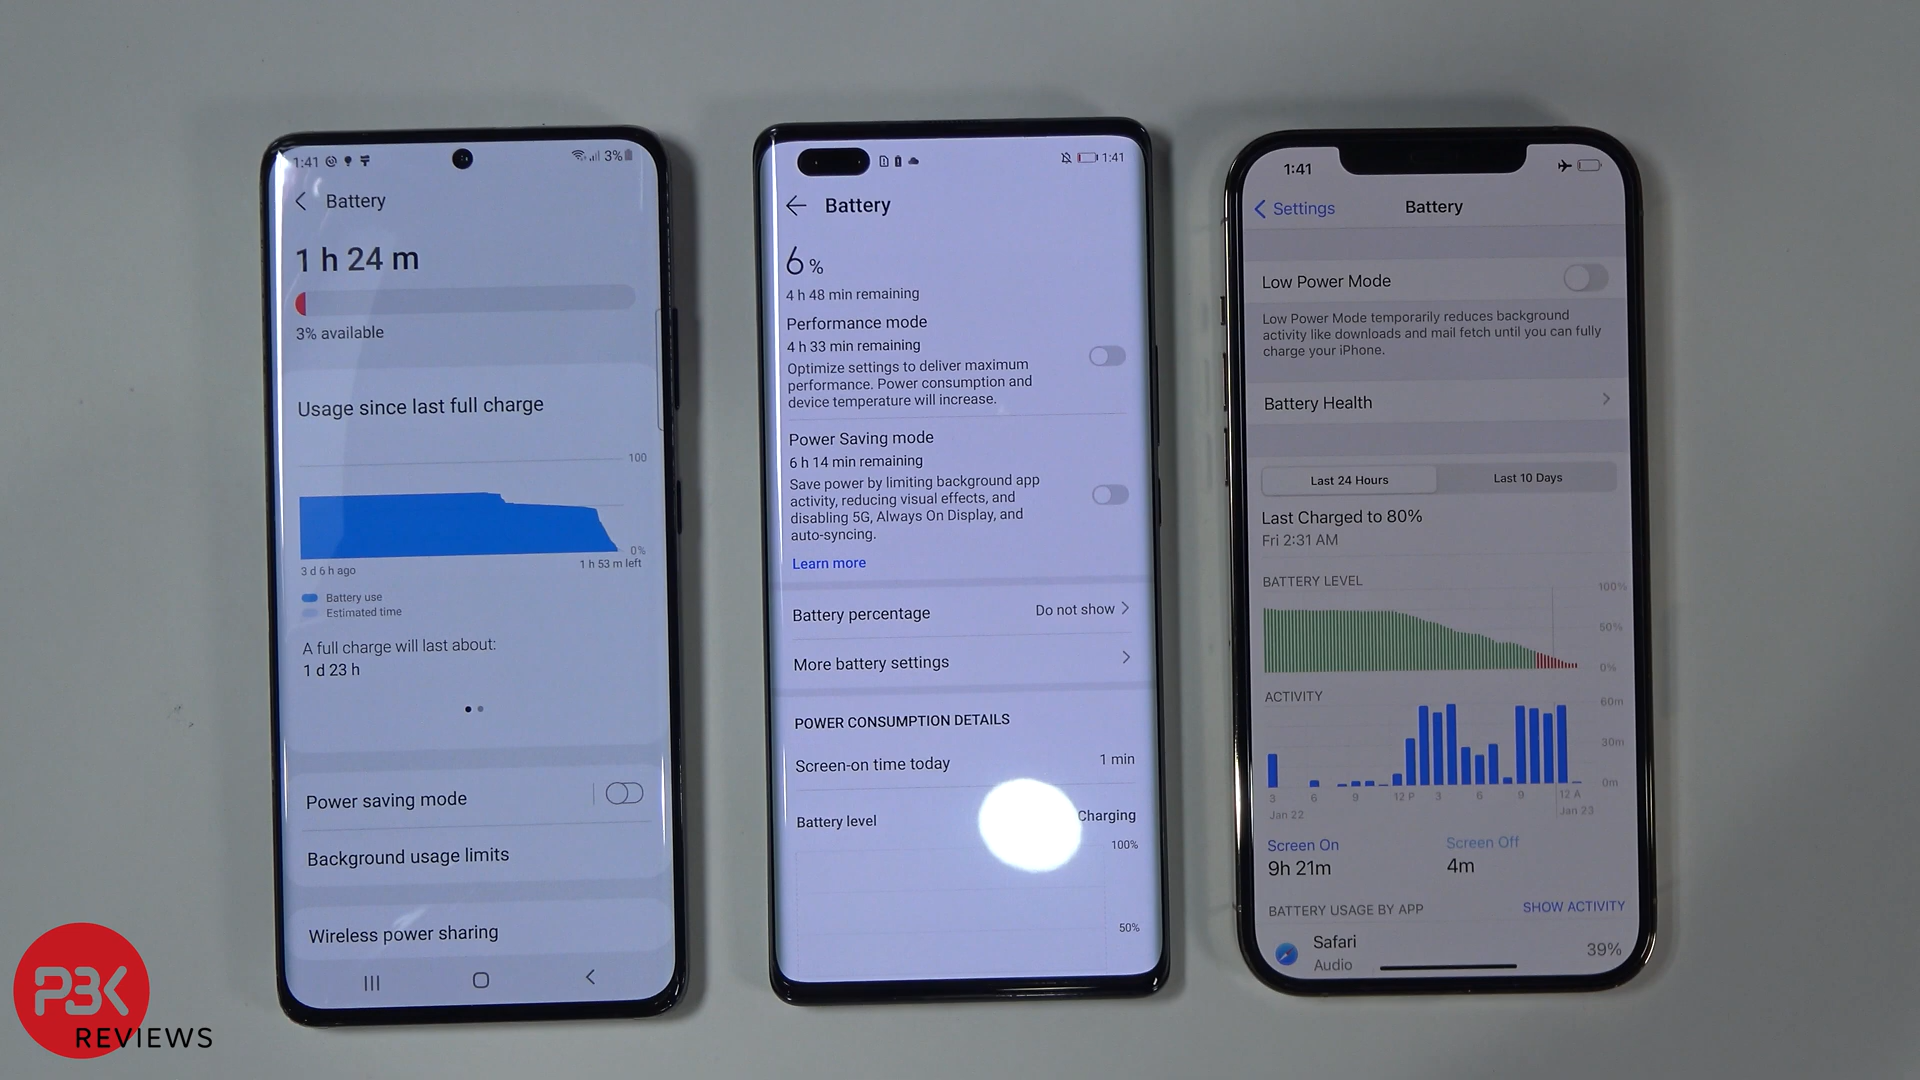 1:41
3%
Battery
1 h 24 m
3% available
Usage since last full charge
100
0%
3 d 6 h ago
1 h 53 m left
Battery use
Estimated time
A full charge will last about:
1 d 23 h
Power saving mode
Background usage limits
Wireless power sharing
1:41
Battery
6 %
4 h 48 min remaining
Performance mode
4 h 33 min remaining
Optimize settings to deliver maximum
performance. Power consumption and
device temperature will increase.
Power Saving mode
6 h 14 min remaining
Save power by limiting background app
activity, reducing visual effects, and
disabling 5G, Always On Display, and
auto-syncing.
Learn more
Battery percentage Do not show
More battery settings
POWER CONSUMPTION DETAILS
Screen-on time today 1 min
Battery level Charging
100%
50%
1:41
Settings Battery
Low Power Mode
Low Power Mode temporarily reduces background
activity like downloads and mail fetch until you can fully
charge your iPhone.
Battery Health
Last 24 Hours Last 10 Days
Last Charged to 80%
Fri 2:31 AM
BATTERY LEVEL
100%
50%
0%
ACTIVITY
60m
30m
0m
3 6 9 12 P 3 6 9 12 A
Jan 22 Jan 23
Screen On Screen Off
9h 21m 4m
BATTERY USAGE BY APP SHOW ACTIVITY
Safari 39%
Audio
P3K
REVIEWS